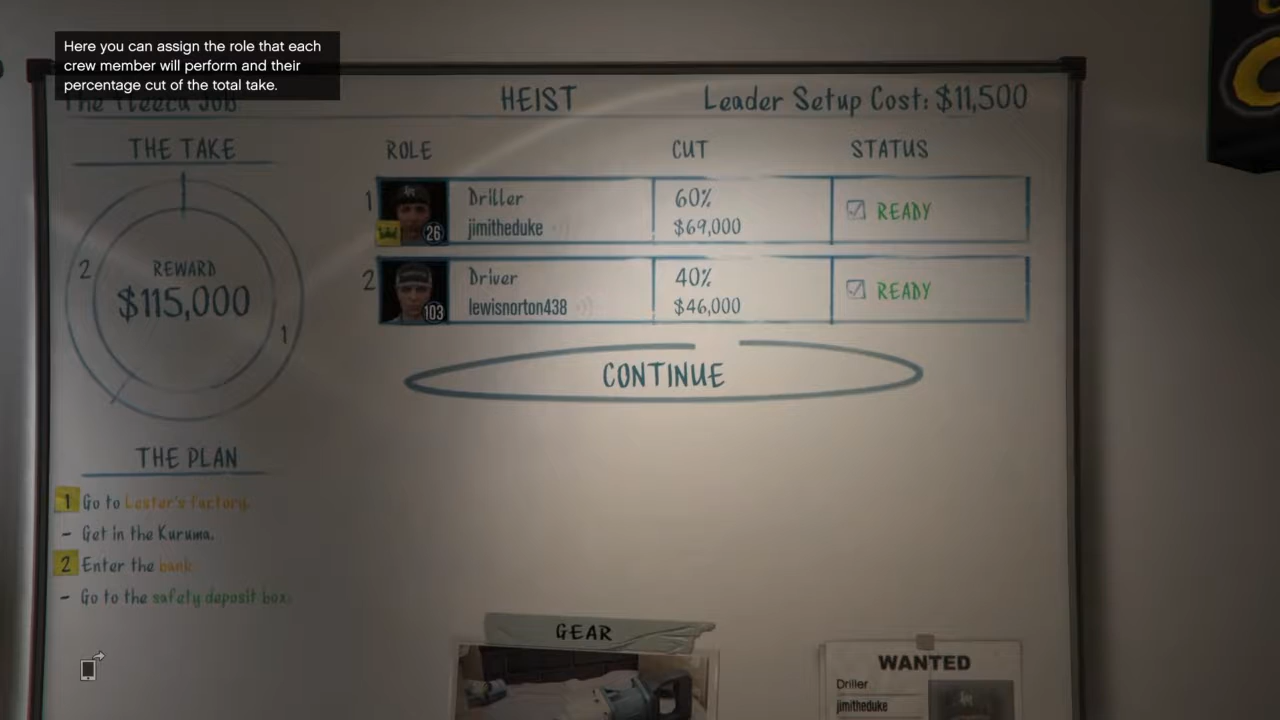 Here you can assign the role that each
crew member will perform and their
percentage cut of the total take.
The Fleeca Job
HEIST
Leader Setup Cost: $11,500
THE TAKE
2
REWARD
$115,000
1
ROLE
CUT
STATUS
1
26
Driller
jimitheduke
60%
$69,000
READY
2
103
Driver
lewisnorton438
40%
$46,000
READY
CONTINUE
THE PLAN
1 Go to Lester's factory.
- Get in the Kuruma.
2 Enter the bank.
- Go to the safety deposit box.
GEAR
WANTED
Driller
jimitheduke